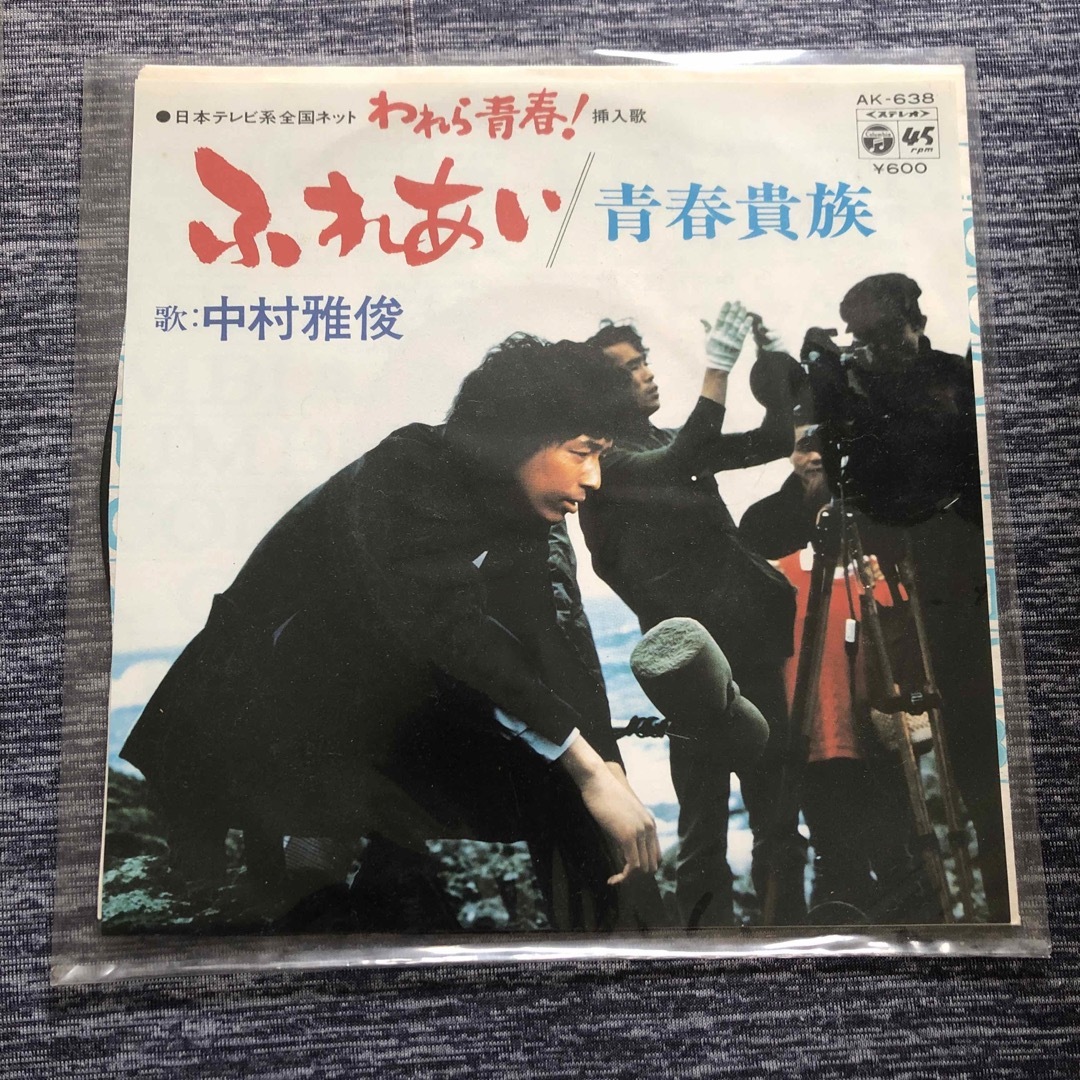 ●日本テレビ系全国ネット われら青春! 挿入歌
ふれあい/青春貴族
歌:中村雅俊
AK-638
<ステレオ>
Columbia
45
rpm
¥600